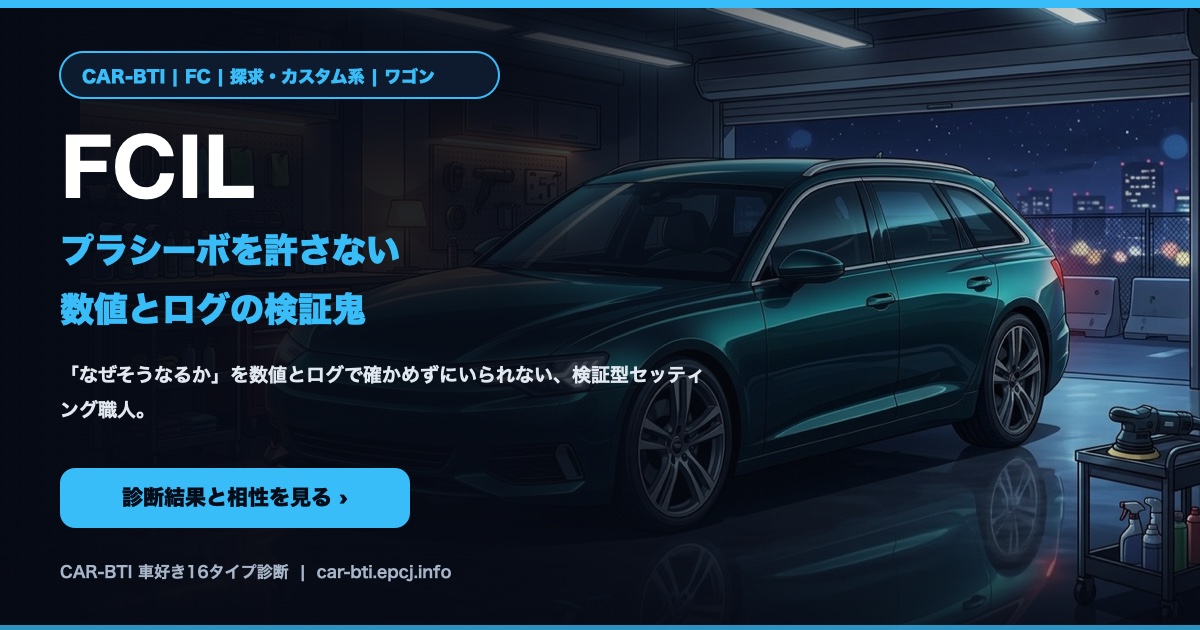 CAR-BTI | FC | 探求・カスタム系 | ワゴン
FCIL
プラシーボを許さない
数値とログの検証鬼
「なぜそうなるか」を数値とログで確かめずにいられない、検証型セッティ
ング職人。
診断結果と相性を見る ›
CAR-BTI 車好き16タイプ診断 | car-bti.epcj.info